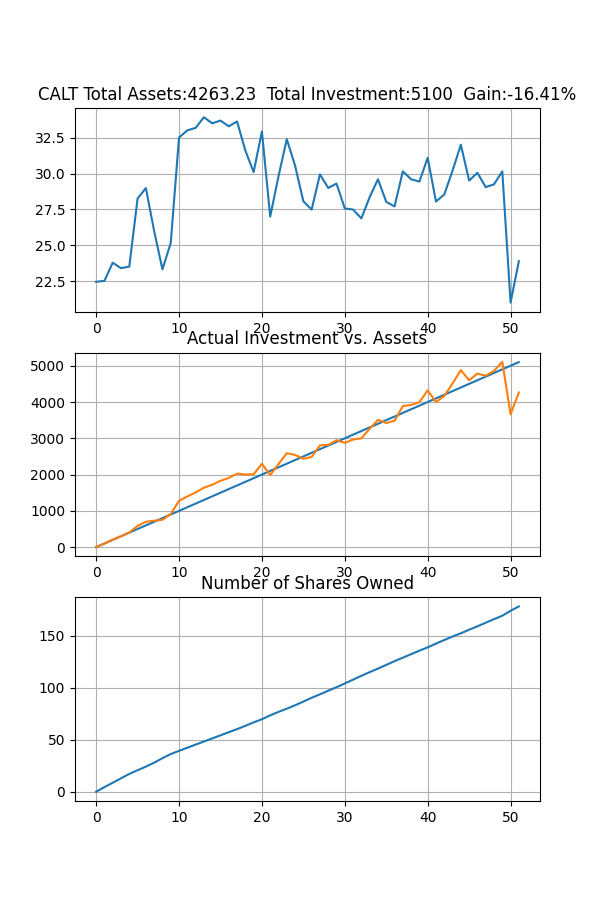 CALT Total Assets:4263.23  Total Investment:5100  Gain:-16.41%
32.5
30.0
27.5
25.0
22.5
0 10 20 30 40 50
Actual Investment vs. Assets
5000
4000
3000
2000
1000
0
0 10 20 30 40 50
Number of Shares Owned
150
100
50
0
0 10 20 30 40 50